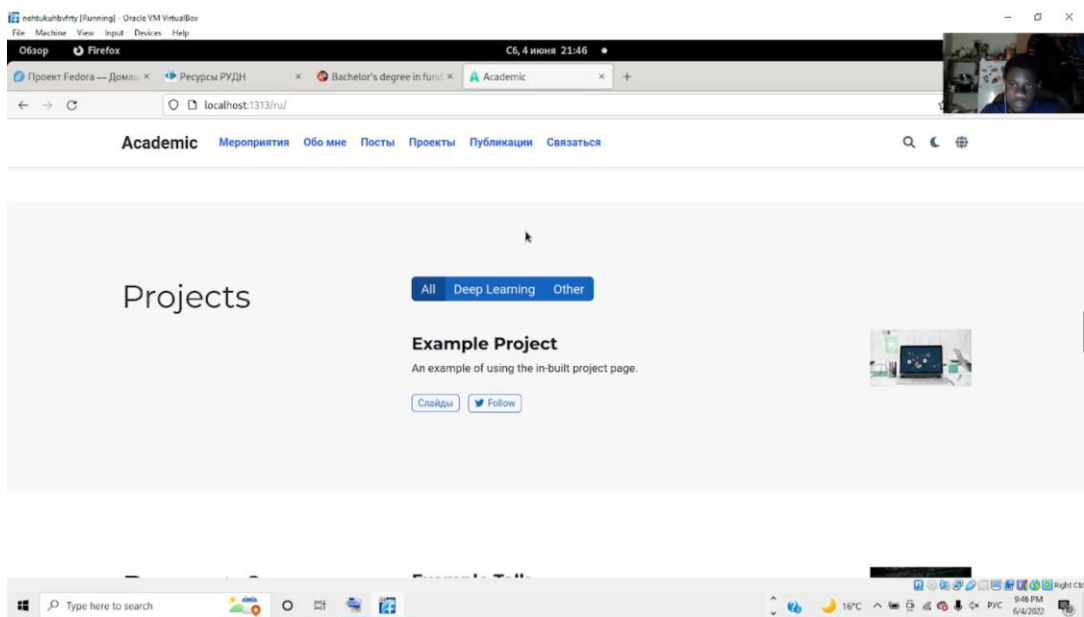 nehtukuhbvfrty [Running] - Oracle VM VirtualBox
File Machine View Input Devices Help
Обзор Firefox Сб, 4 июня 21:46
Проект Fedora — Домаш × Ресурсы РУДН × Bachelor's degree in fund × Academic × +
localhost:1313/ru/
Academic Мероприятия Обо мне Посты Проекты Публикации Связаться
Projects
All Deep Learning Other
Example Project
An example of using the in-built project page.
Слайды Follow
Right Ctrl
Type here to search
16°C РУС 9:46 PM
6/4/2022